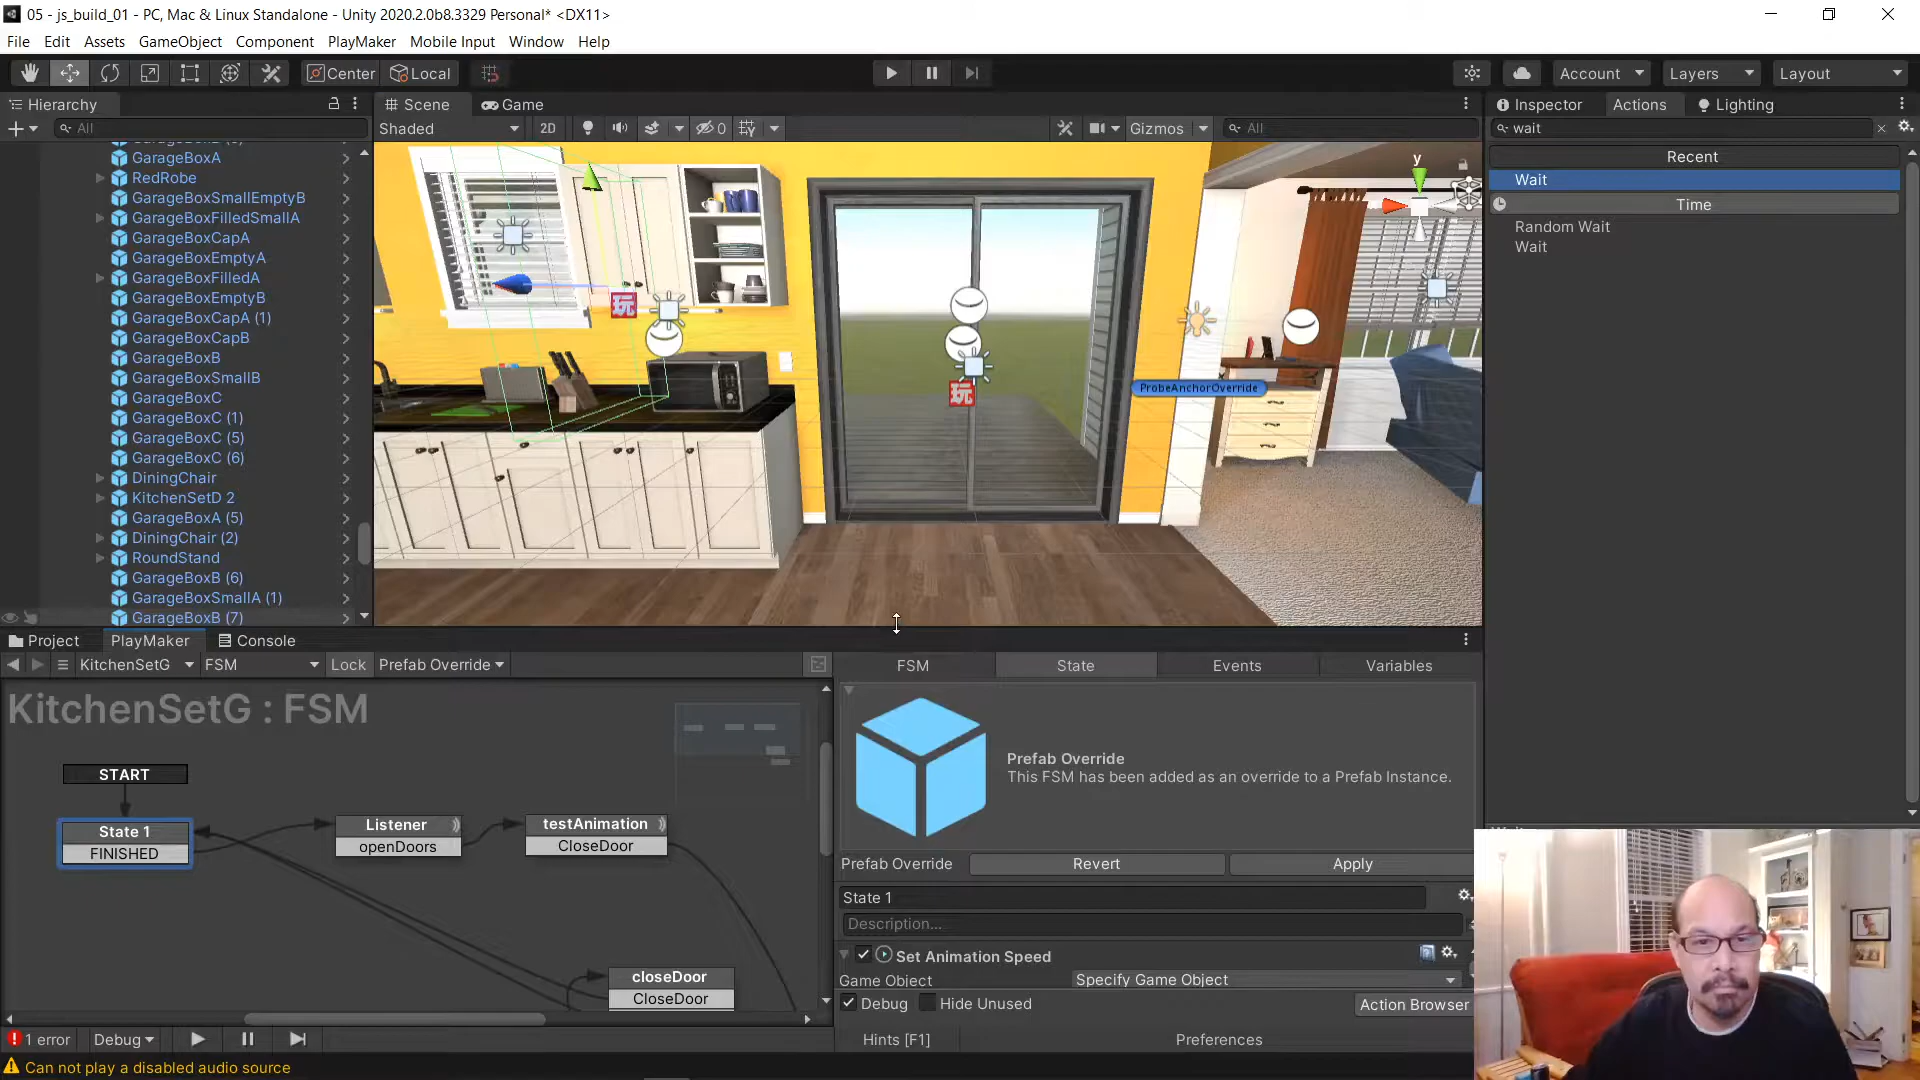 05 - js_build_01 - PC, Mac & Linux Standalone - Unity 2020.2.0b8.3329 Personal* <DX11>
File Edit Assets GameObject Component PlayMaker Mobile Input Window Help
Center Local Account Layers Layout
Hierarchy
All
GarageBoxA
RedRobe
GarageBoxSmallEmptyB
GarageBoxFilledSmallA
GarageBoxCapA
GarageBoxEmptyA
GarageBoxFilledA
GarageBoxEmptyB
GarageBoxCapA (1)
GarageBoxCapB
GarageBoxB
GarageBoxSmallB
GarageBoxC
GarageBoxC (1)
GarageBoxC (5)
GarageBoxC (6)
DiningChair
KitchenSetD 2
GarageBoxA (5)
DiningChair (2)
RoundStand
GarageBoxB (6)
GarageBoxSmallA (1)
GarageBoxB (7)
Scene Game
Shaded 2D 0 Gizmos All
y
玩
玩
ProbeAnchorOverride
Inspector Actions Lighting
wait
Recent
Wait
Time
Random Wait
Wait
Project PlayMaker Console
KitchenSetG FSM Lock Prefab Override
KitchenSetG : FSM
START
State 1
FINISHED
Listener
openDoors
testAnimation
CloseDoor
closeDoor
CloseDoor
FSM State Events Variables
Prefab Override
This FSM has been added as an override to a Prefab Instance.
Prefab Override Revert Apply
State 1
Description...
Set Animation Speed
Game Object Specify Game Object
Debug Hide Unused Action Browser
Hints [F1] Preferences
1 error Debug
Can not play a disabled audio source